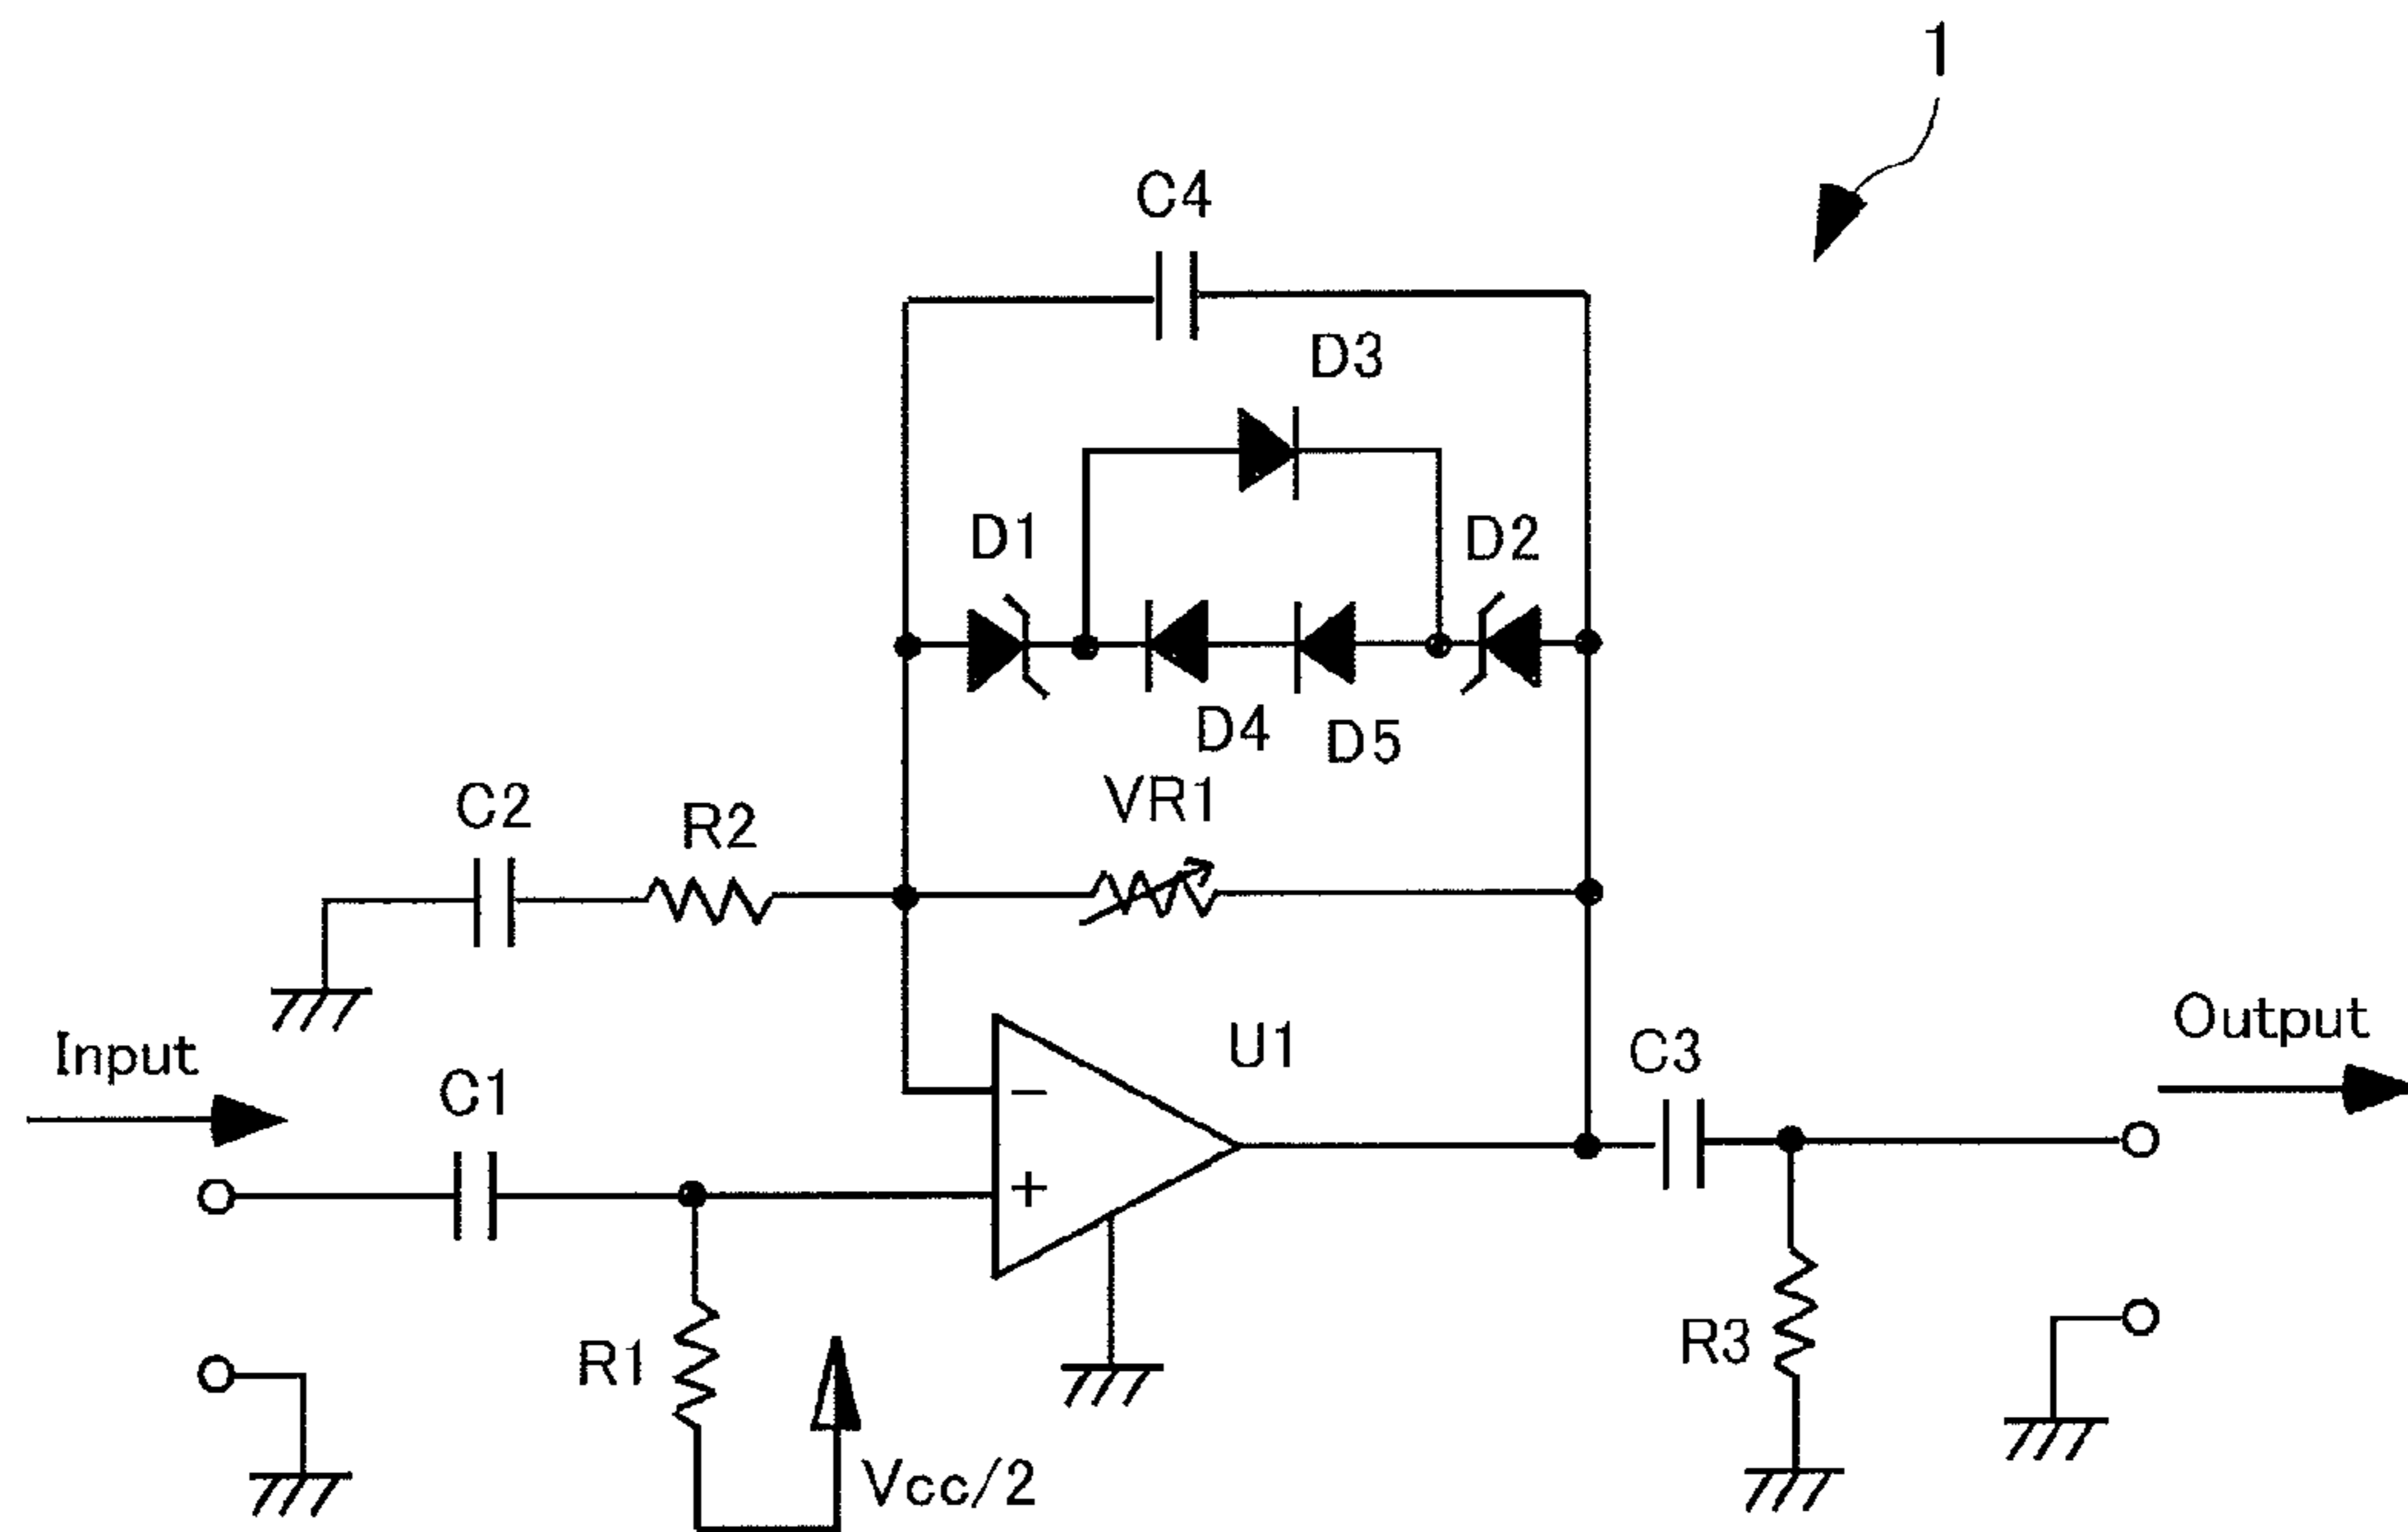 1
C4
D3
D1
D2
D4
D5
C2
R2
VR1
Input
C1
−
+
U1
C3
Output
R1
Vcc/2
R3